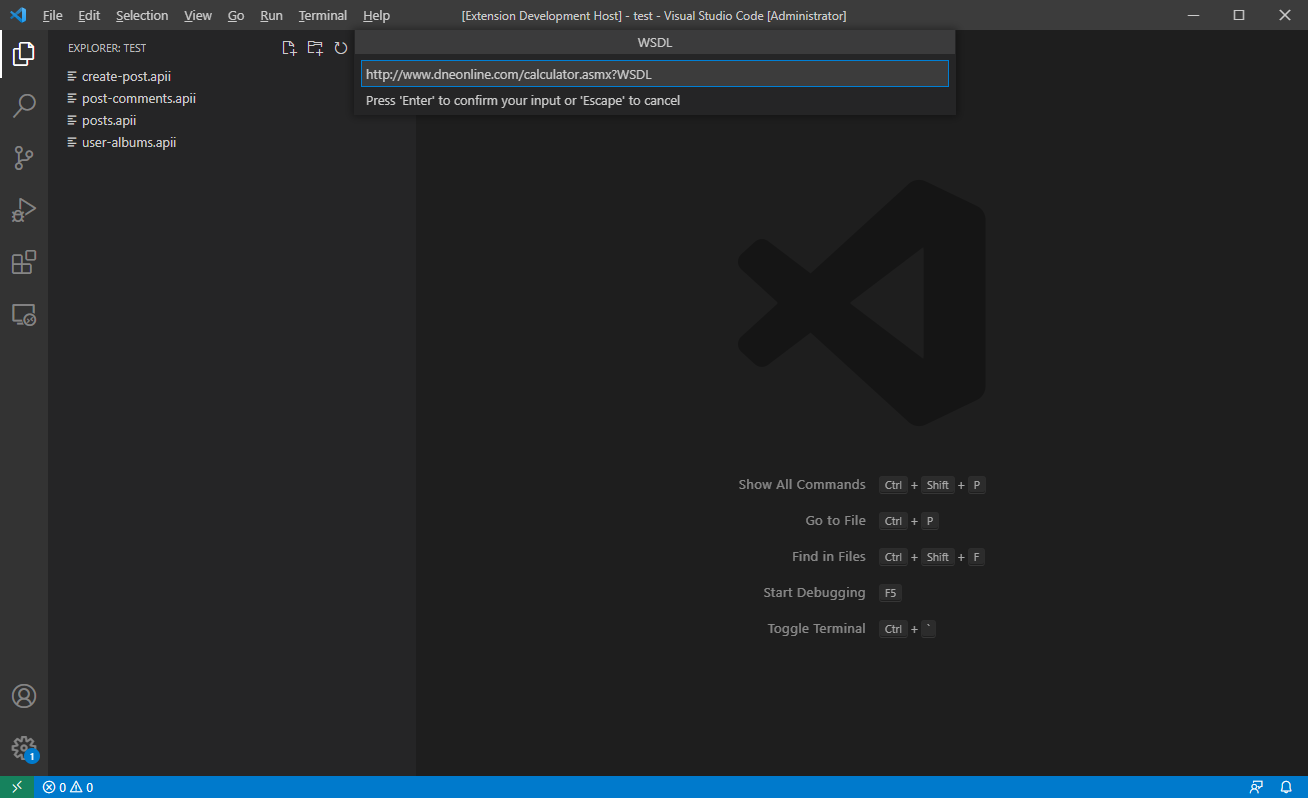 File Edit Selection View Go Run Terminal Help [Extension Development Host] - test - Visual Studio Code [Administrator]
EXPLORER: TEST
create-post.apii
post-comments.apii
posts.apii
user-albums.apii
WSDL
http://www.dneonline.com/calculator.asmx?WSDL
Press 'Enter' to confirm your input or 'Escape' to cancel
Show All Commands Ctrl + Shift + P
Go to File Ctrl + P
Find in Files Ctrl + Shift + F
Start Debugging F5
Toggle Terminal Ctrl + `
1
0 0